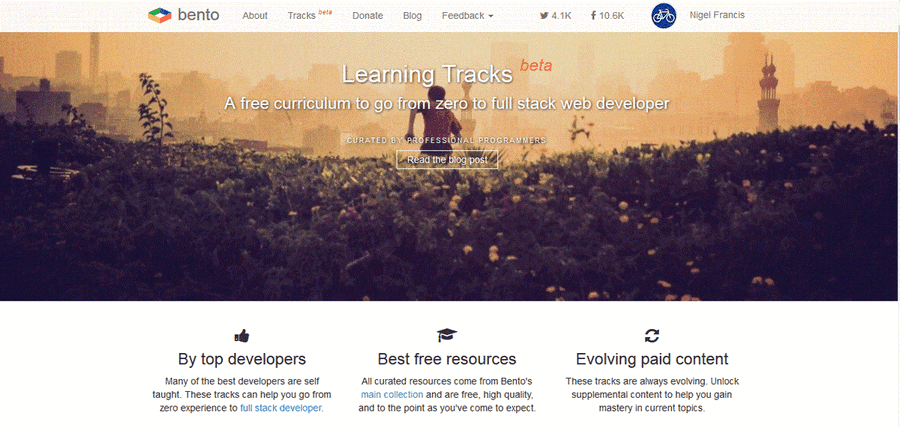 bento
About
Tracks beta
Donate
Blog
Feedback
4.1K
10.6K
Nigel Francis
Learning Tracks beta
A free curriculum to go from zero to full stack web developer
CURATED BY PROFESSIONAL PROGRAMMERS
Read the blog post
By top developers
Many of the best developers are self
taught. These tracks can help you go from
zero experience to full stack developer.
Best free resources
All curated resources come from Bento's
main collection and are free, high quality,
and to the point as you've come to expect.
Evolving paid content
These tracks are always evolving. Unlock
supplemental content to help you gain
mastery in current topics.